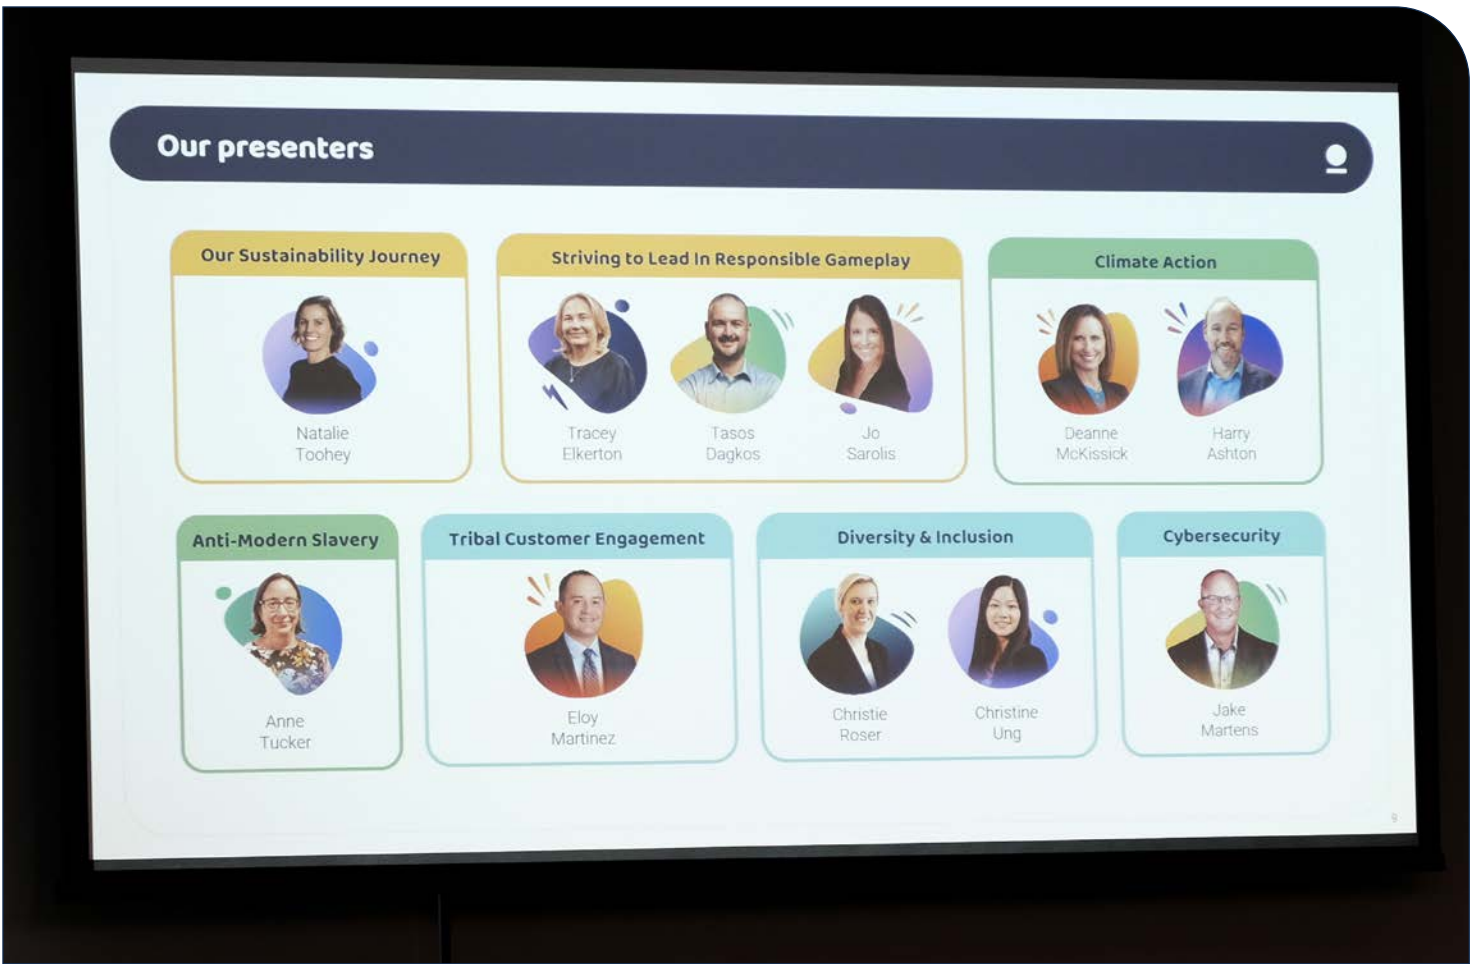 Our presenters
Our Sustainability Journey
Natalie
Toohey
Striving to Lead In Responsible Gameplay
Tracey
Elkerton
Tasos
Dagkos
Jo
Sarolis
Climate Action
Deanne
McKissick
Harry
Ashton
Anti-Modern Slavery
Anne
Tucker
Tribal Customer Engagement
Eloy
Martinez
Diversity & Inclusion
Christie
Roser
Christine
Ung
Cybersecurity
Jake
Martens
9